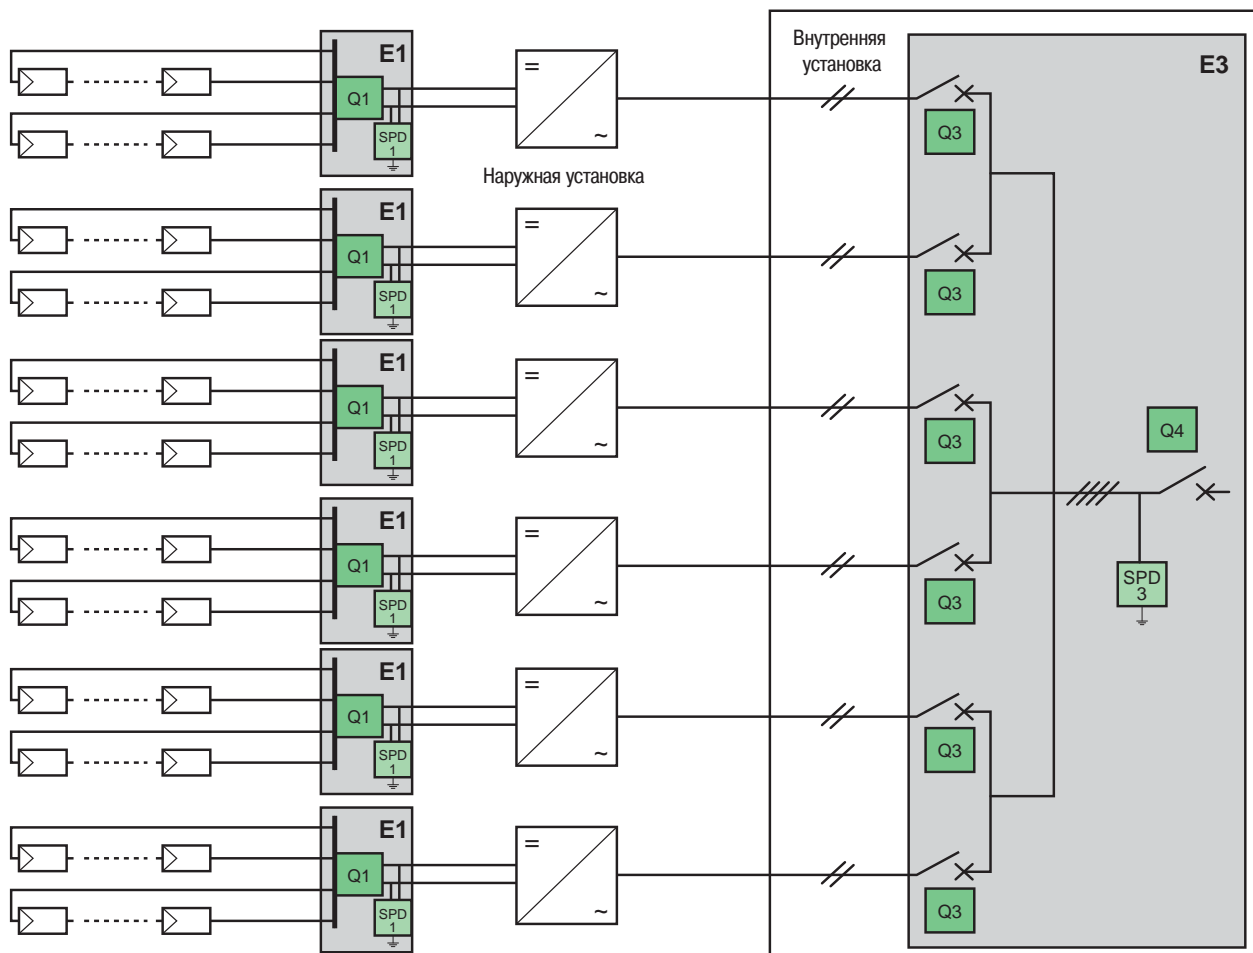 Внутренняя
установка
E3
E1
Q1
SPD
1
=
~
Q3
Наружная установка
E1
Q1
SPD
1
=
~
Q3
E1
Q1
SPD
1
=
~
Q3
Q4
E1
Q1
SPD
1
=
~
Q3
SPD
3
E1
Q1
SPD
1
=
~
Q3
E1
Q1
SPD
1
=
~
Q3